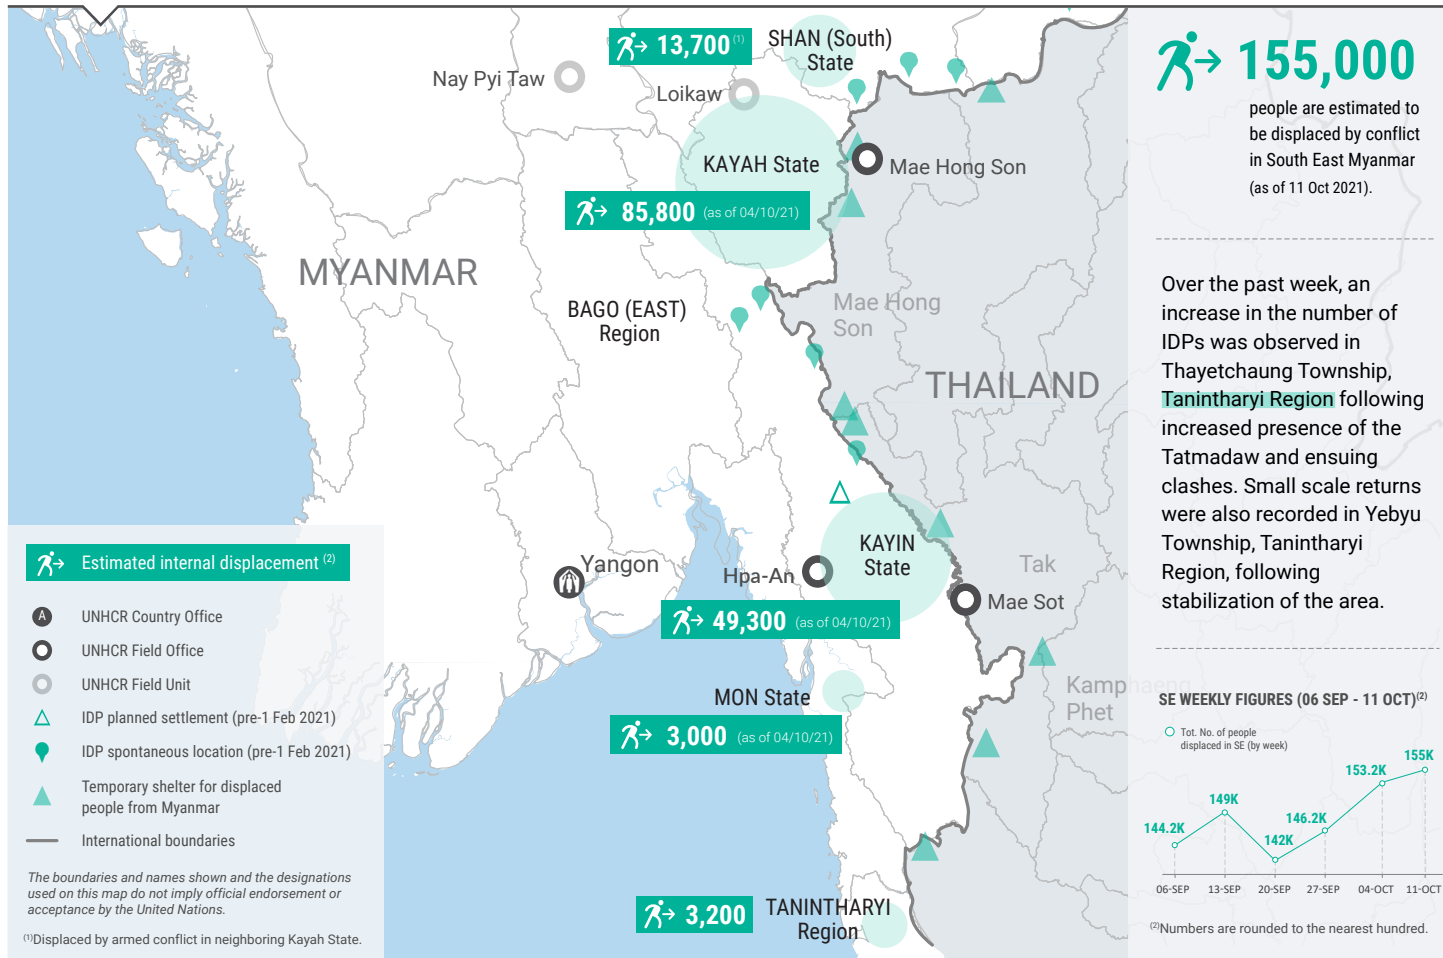 13,700 (1)
SHAN (South)
State
Nay Pyi Taw
Loikaw
KAYAH State
Mae Hong Son
85,800 (as of 04/10/21)
MYANMAR
BAGO (EAST)
Region
Mae Hong
Son
THAILAND
KAYIN
State
Yangon
Hpa-An
Tak
Mae Sot
49,300 (as of 04/10/21)
MON State
Kamphaeng
Phet
3,000 (as of 04/10/21)
3,200
TANINTHARYI
Region
Estimated internal displacement (2)
A UNHCR Country Office
UNHCR Field Office
UNHCR Field Unit
IDP planned settlement (pre-1 Feb 2021)
IDP spontaneous location (pre-1 Feb 2021)
Temporary shelter for displaced
people from Myanmar
International boundaries
The boundaries and names shown and the designations
used on this map do not imply official endorsement or
acceptance by the United Nations.
(1)Displaced by armed conflict in neighboring Kayah State.
155,000
people are estimated to
be displaced by conflict
in South East Myanmar
(as of 11 Oct 2021).
Over the past week, an
increase in the number of
IDPs was observed in
Thayetchaung Township,
Tanintharyi Region following
increased presence of the
Tatmadaw and ensuing
clashes. Small scale returns
were also recorded in Yebyu
Township, Tanintharyi
Region, following
stabilization of the area.
SE WEEKLY FIGURES (06 SEP - 11 OCT)(2)
Tot. No. of people
displaced in SE (by week)
144.2K
149K
142K
146.2K
153.2K
155K
06-SEP 13-SEP 20-SEP 27-SEP 04-OCT 11-OCT
(2)Numbers are rounded to the nearest hundred.